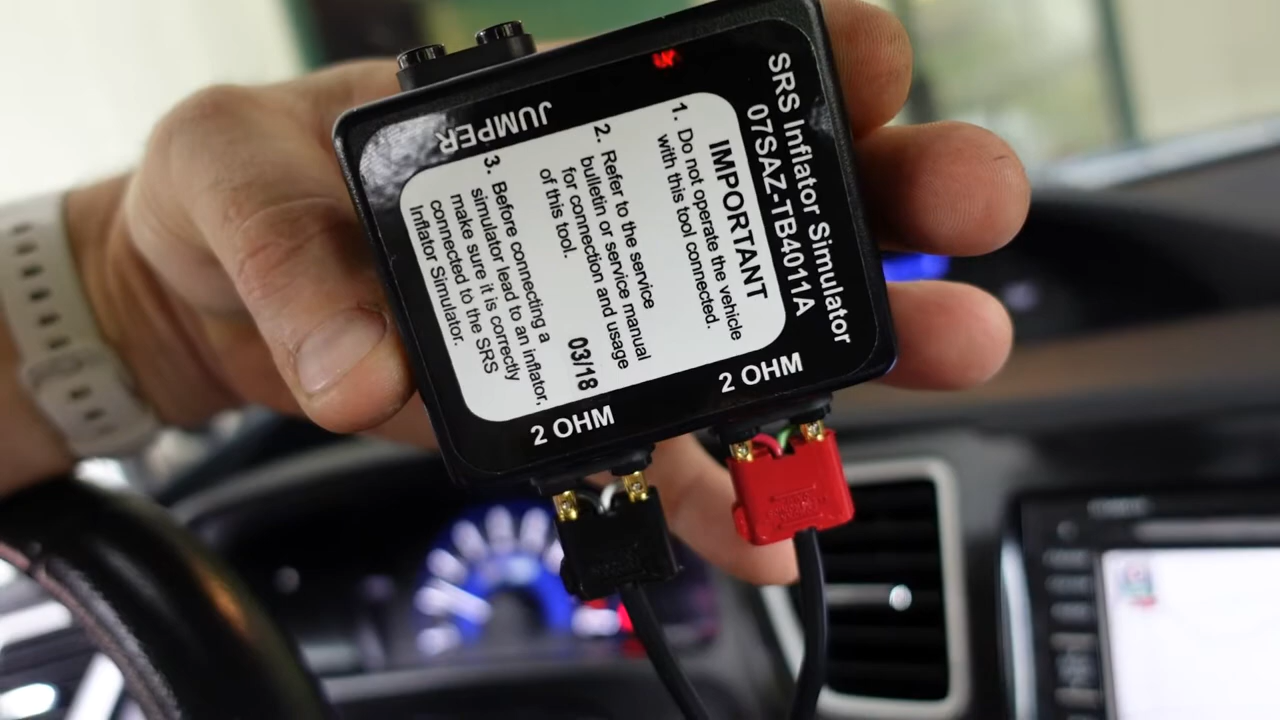 SRS Inflator Simulator
07SAZ-TB4011A
IMPORTANT
1. Do not operate the vehicle
with this tool connected.
2. Refer to the service
bulletin or service manual
for connection and usage
of this tool.
3. Before connecting a
simulator lead to an inflator,
make sure it is correctly
connected to the SRS
Inflator Simulator.
03/18
JUMPER
2 OHM
2 OHM